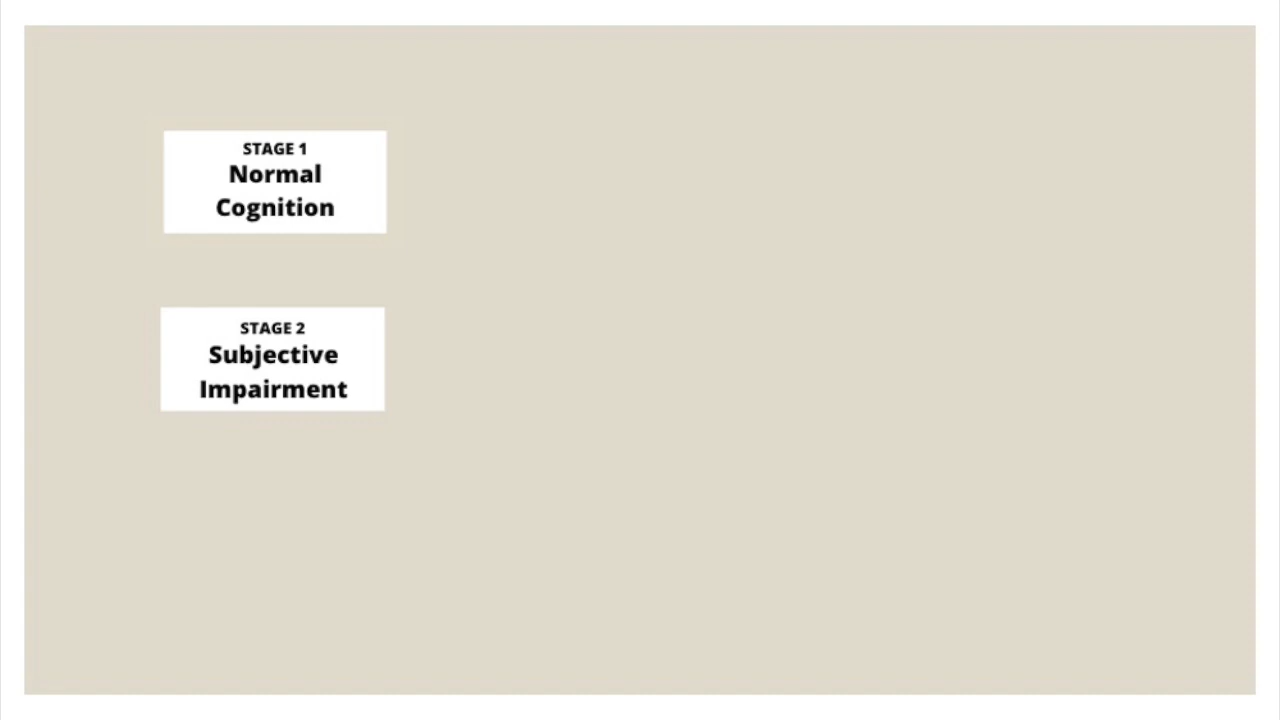 STAGE 1
Normal
Cognition
STAGE 2
Subjective
Impairment